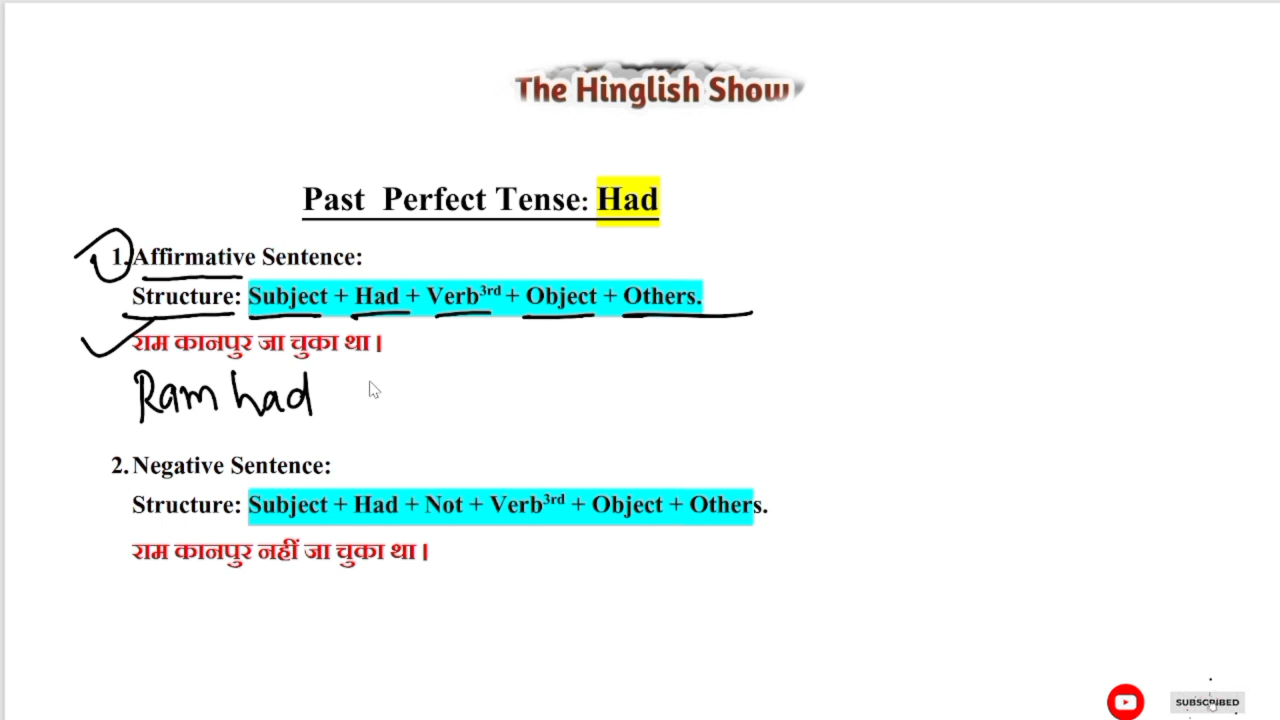 The Hinglish Show
Past Perfect Tense: Had
1. Affirmative Sentence:
Structure: Subject + Had + Verb3rd + Object + Others.
राम कानपुर जा चुका था।
Ram had
2. Negative Sentence:
Structure: Subject + Had + Not + Verb3rd + Object + Others.
राम कानपुर नहीं जा चुका था।
SUBSCRIBED